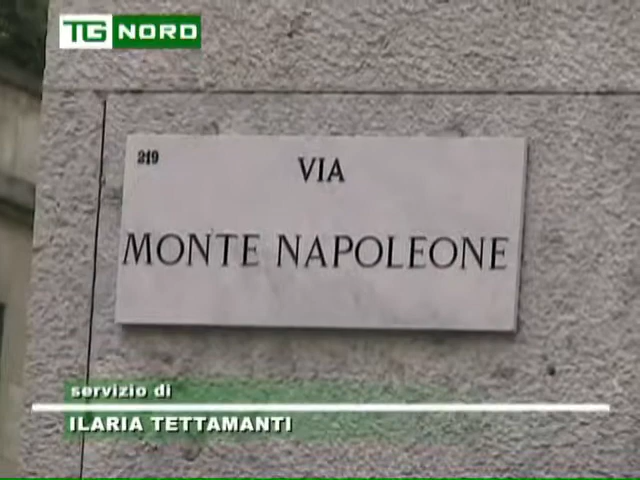 TG NORD
219
VIA
MONTE NAPOLEONE
servizio di
ILARIA TETTAMANTI